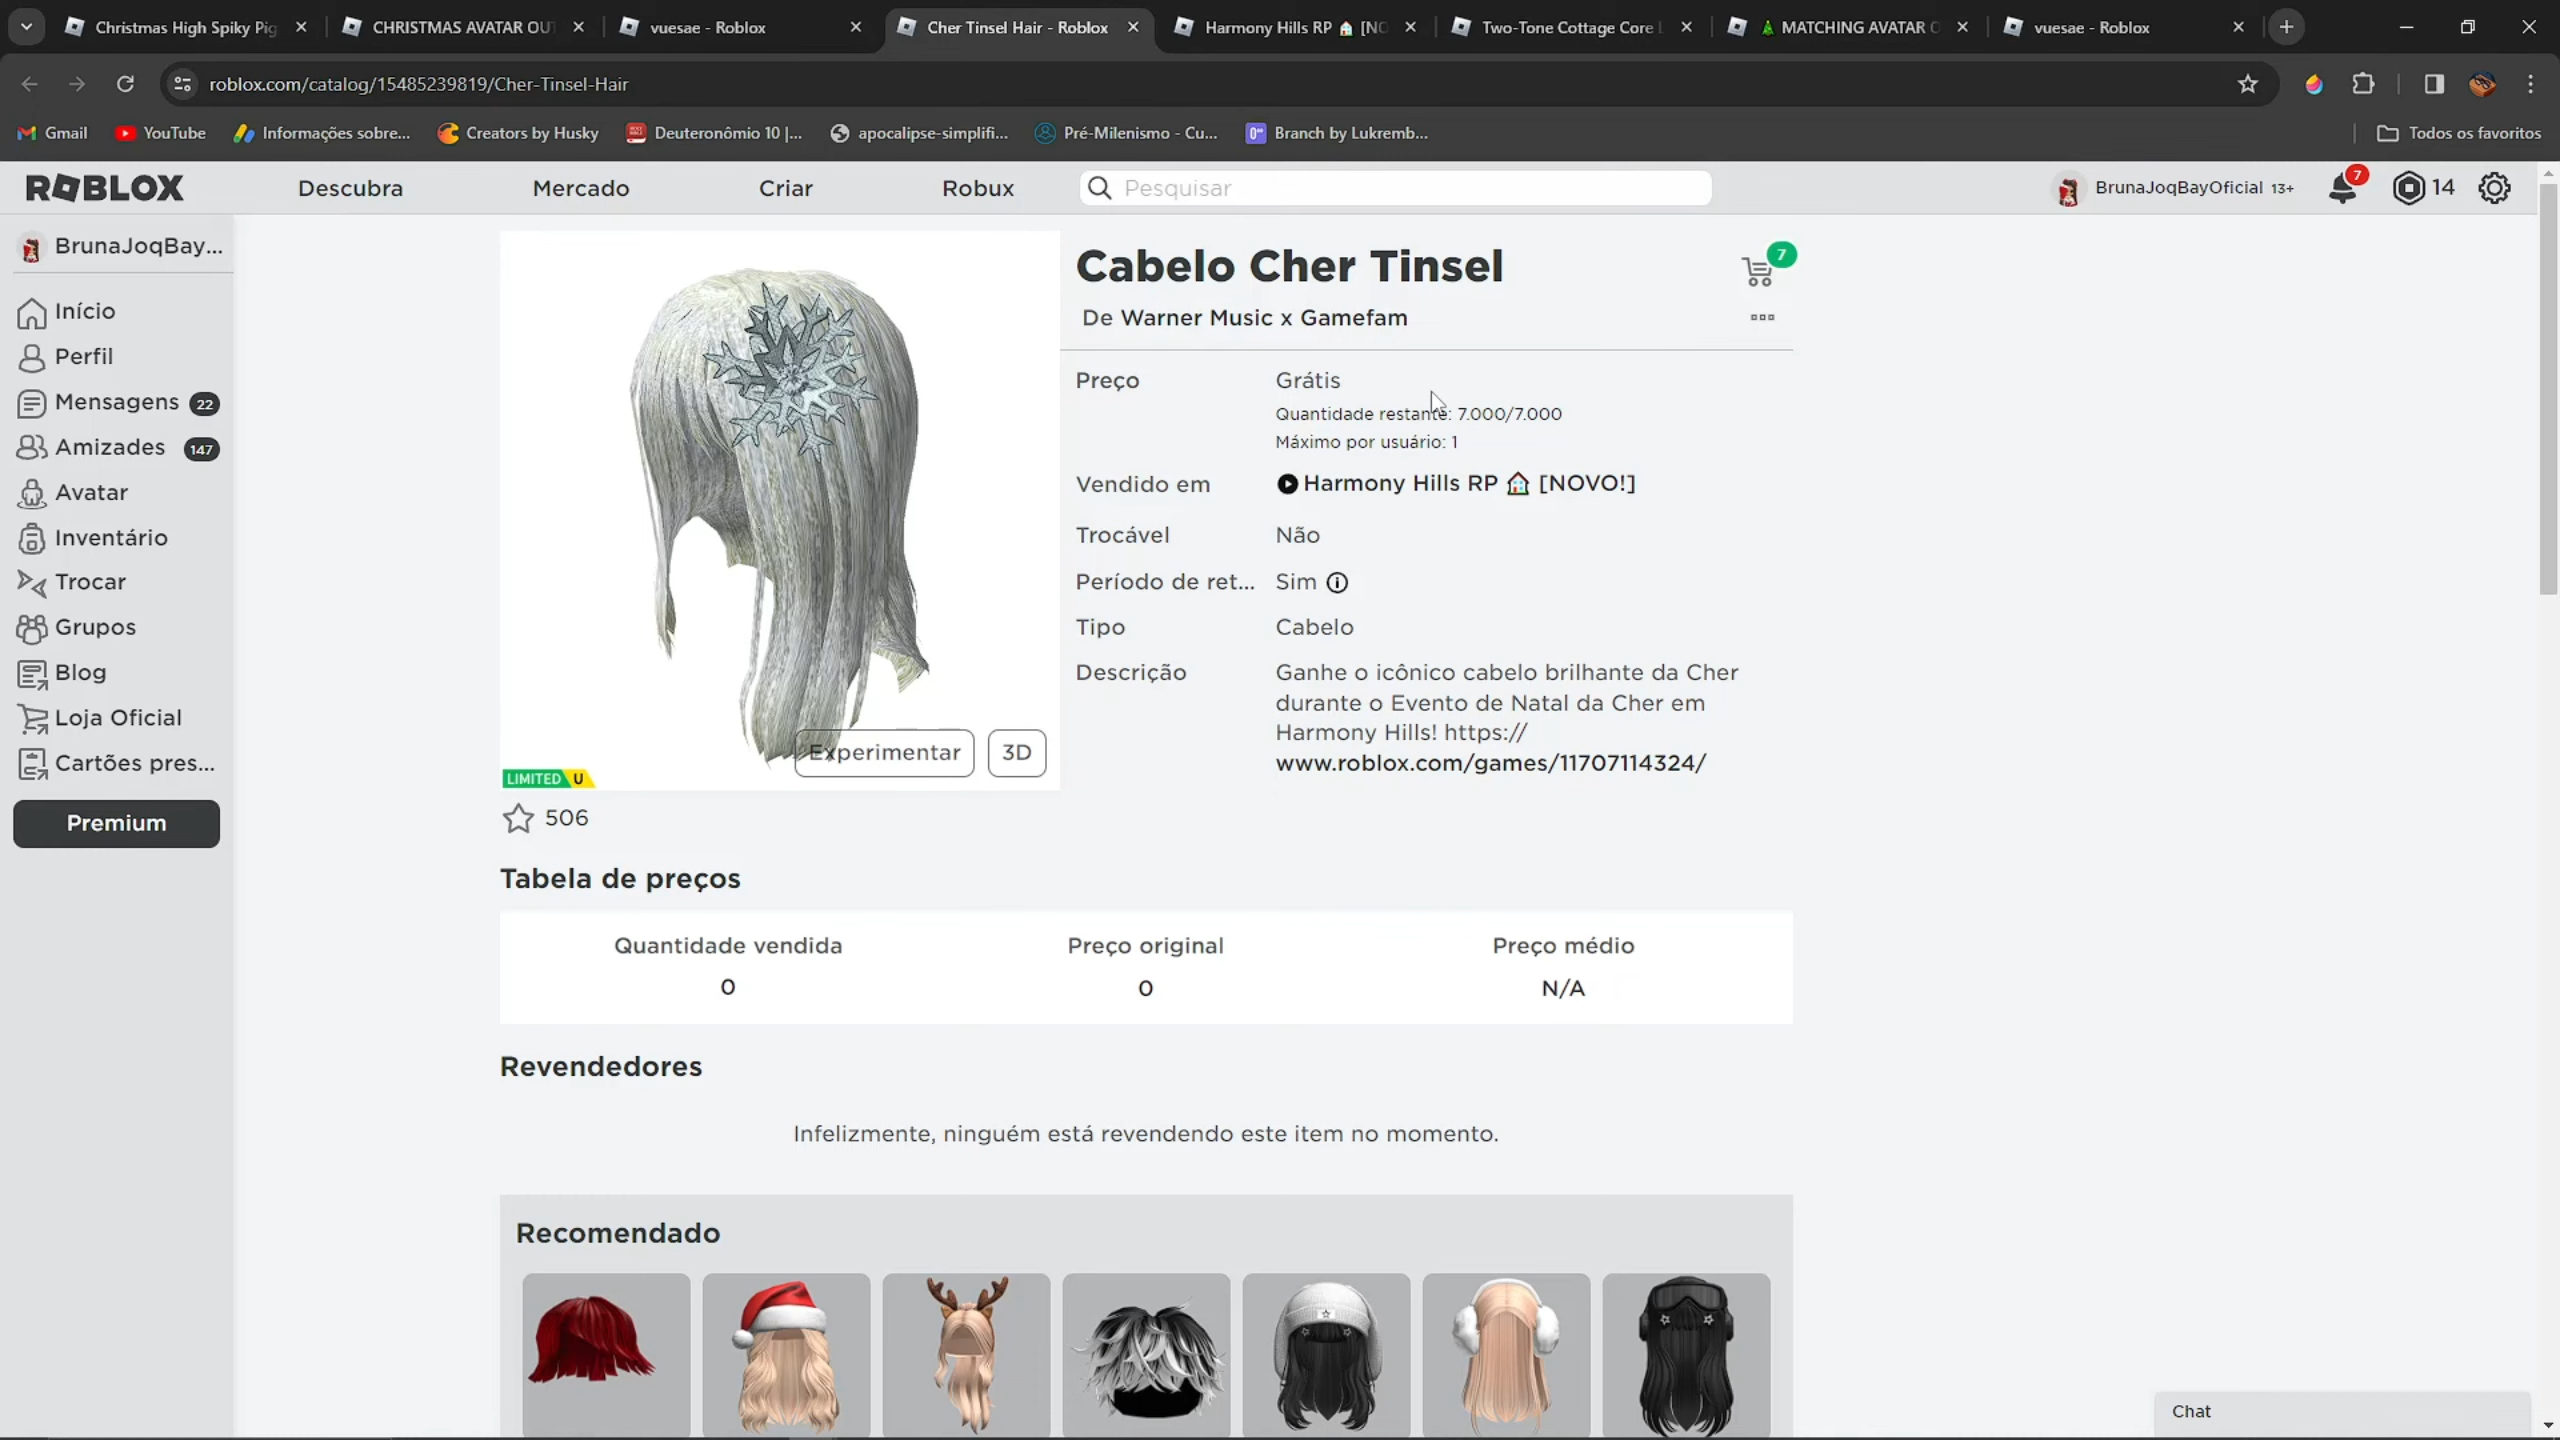 Christmas High Spiky Pig
CHRISTMAS AVATAR OU
vuesae - Roblox
Cher Tinsel Hair - Roblox
Harmony Hills RP 🏠 [NO
Two-Tone Cottage Core
🎄 MATCHING AVATAR O
vuesae - Roblox
roblox.com/catalog/15485239819/Cher-Tinsel-Hair
Gmail
YouTube
Informações sobre...
Creators by Husky
Deuteronômio 10 |...
apocalipse-simplifi...
Pré-Milenismo - Cu...
Branch by Lukremb...
Todos os favoritos
ROBLOX
Descubra
Mercado
Criar
Robux
Pesquisar
BrunaJoqBayOficial 13+
7
14
BrunaJoqBay...
Início
Perfil
Mensagens 22
Amizades 147
Avatar
Inventário
Trocar
Grupos
Blog
Loja Oficial
Cartões pres...
Premium
Experimentar
3D
LIMITED U
506
Cabelo Cher Tinsel
7
De Warner Music x Gamefam
Preço
Grátis
Quantidade restante: 7.000/7.000
Máximo por usuário: 1
Vendido em
Harmony Hills RP 🏠 [NOVO!]
Trocável
Não
Período de ret...
Sim
Tipo
Cabelo
Descrição
Ganhe o icônico cabelo brilhante da Cher
durante o Evento de Natal da Cher em
Harmony Hills! https://
www.roblox.com/games/11707114324/
Tabela de preços
Quantidade vendida
Preço original
Preço médio
0
0
N/A
Revendedores
Infelizmente, ninguém está revendendo este item no momento.
Recomendado
Chat